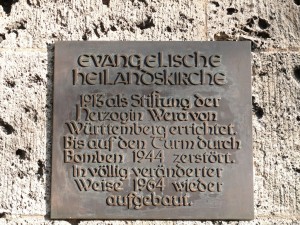 EVANGELISCHE
HEILANDSKIRCHE
1913 als Stiftung der
Herzogin Wera von
Württemberg errichtet.
Bis auf den Turm durch
Bomben 1944 zerstört.
In völlig veränderter
Weise 1964 wieder
aufgebaut.